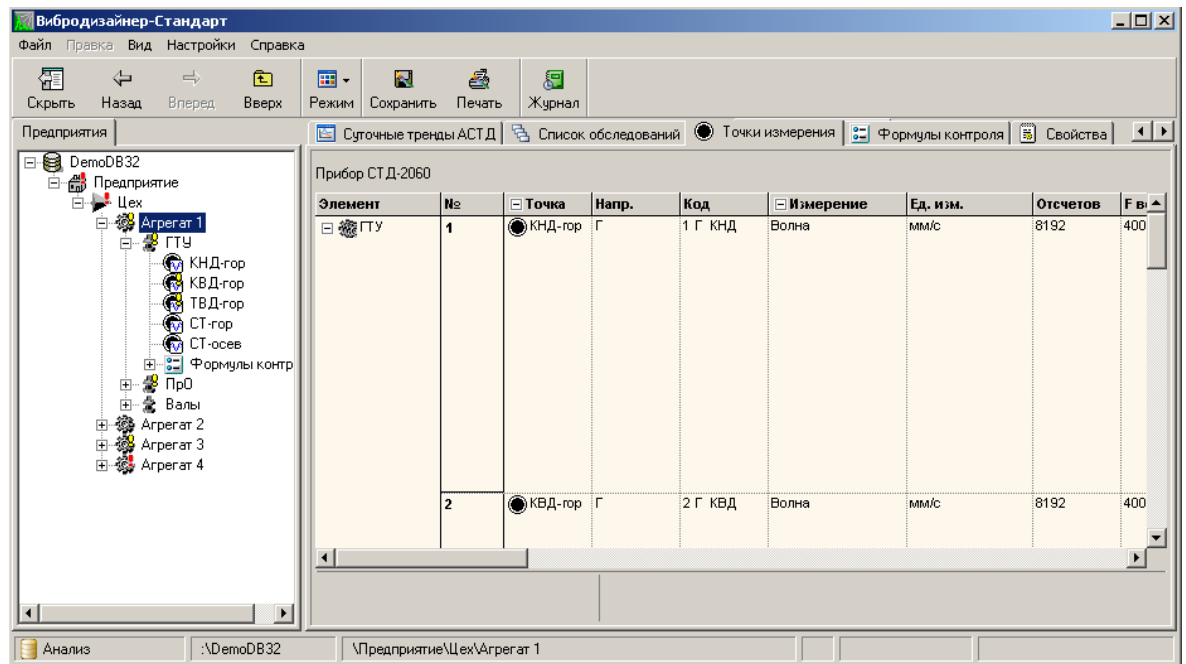 Вибродизайнер-Стандарт
Файл Правка Вид Настройки Справка
Скрыть Назад Вперед Вверх Режим Сохранить Печать Журнал
Предприятия
Суточные тренды АСТД Список обследований Точки измерения Формулы контроля Свойства
DemoDB32
Предприятие
Цех
Агрегат 1
ГТУ
КНД-гор
КВД-гор
ТВД-гор
СТ-гор
СТ-осев
Формулы контр
ПрО
Валы
Агрегат 2
Агрегат 3
Агрегат 4
Прибор СТД-2060
Элемент № Точка Напр. Код Измерение Ед. изм. Отсчетов F
ГТУ 1 КНД-гор Г 1 Г КНД Волна мм/с 8192 400
2 КВД-гор Г 2 Г КВД Волна мм/с 8192 400
Анализ :\DemoDB32 \Предприятие\Цех\Агрегат 1